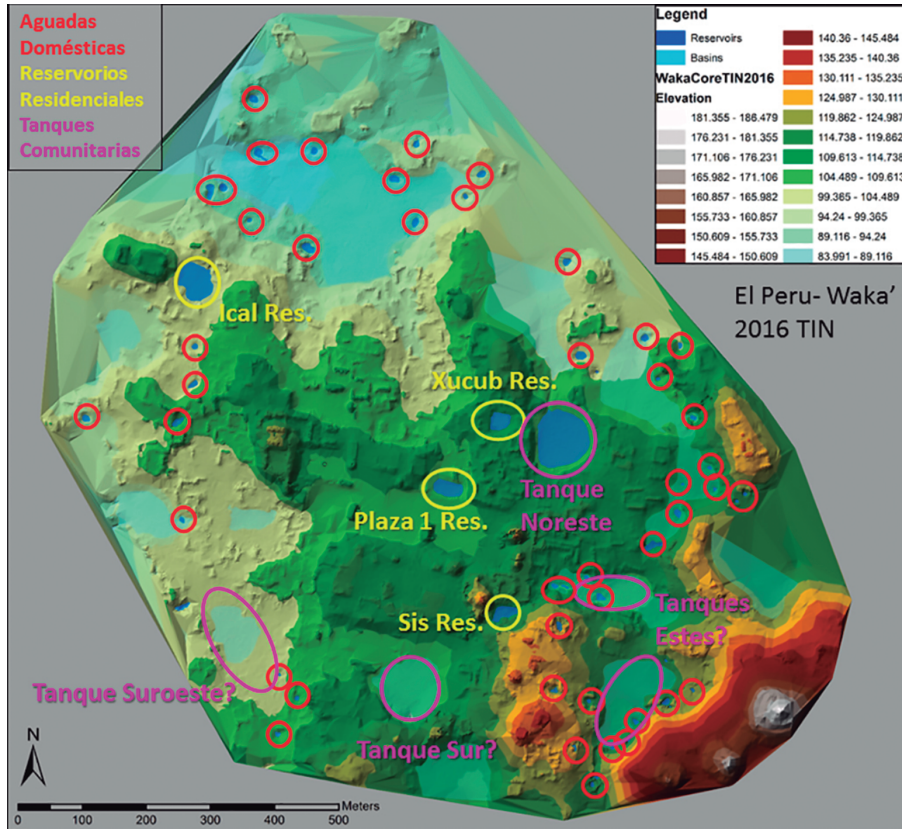 Aguadas
Domésticas
Reservorios
Residenciales
Tanques
Comunitarias
Legend
Reservoirs
Basins
WakaCoreTIN2016
Elevation
181.355 - 186.479
176.231 - 181.355
171.106 - 176.231
165.982 - 171.106
160.857 - 165.982
155.733 - 160.857
150.609 - 155.733
145.484 - 150.609
140.36 - 145.484
135.235 - 140.36
130.111 - 135.235
124.987 - 130.111
119.862 - 124.987
114.738 - 119.862
109.613 - 114.738
104.489 - 109.613
99.365 - 104.489
94.24 - 99.365
89.116 - 94.24
83.991 - 89.116
El Peru- Waka’
2016 TIN
Ical Res.
Xucub Res.
Tanque
Noreste
Plaza 1 Res.
Sis Res.
Tanques
Estes?
Tanque Suroeste?
Tanque Sur?
N
0 100 200 300 400 500 Meters